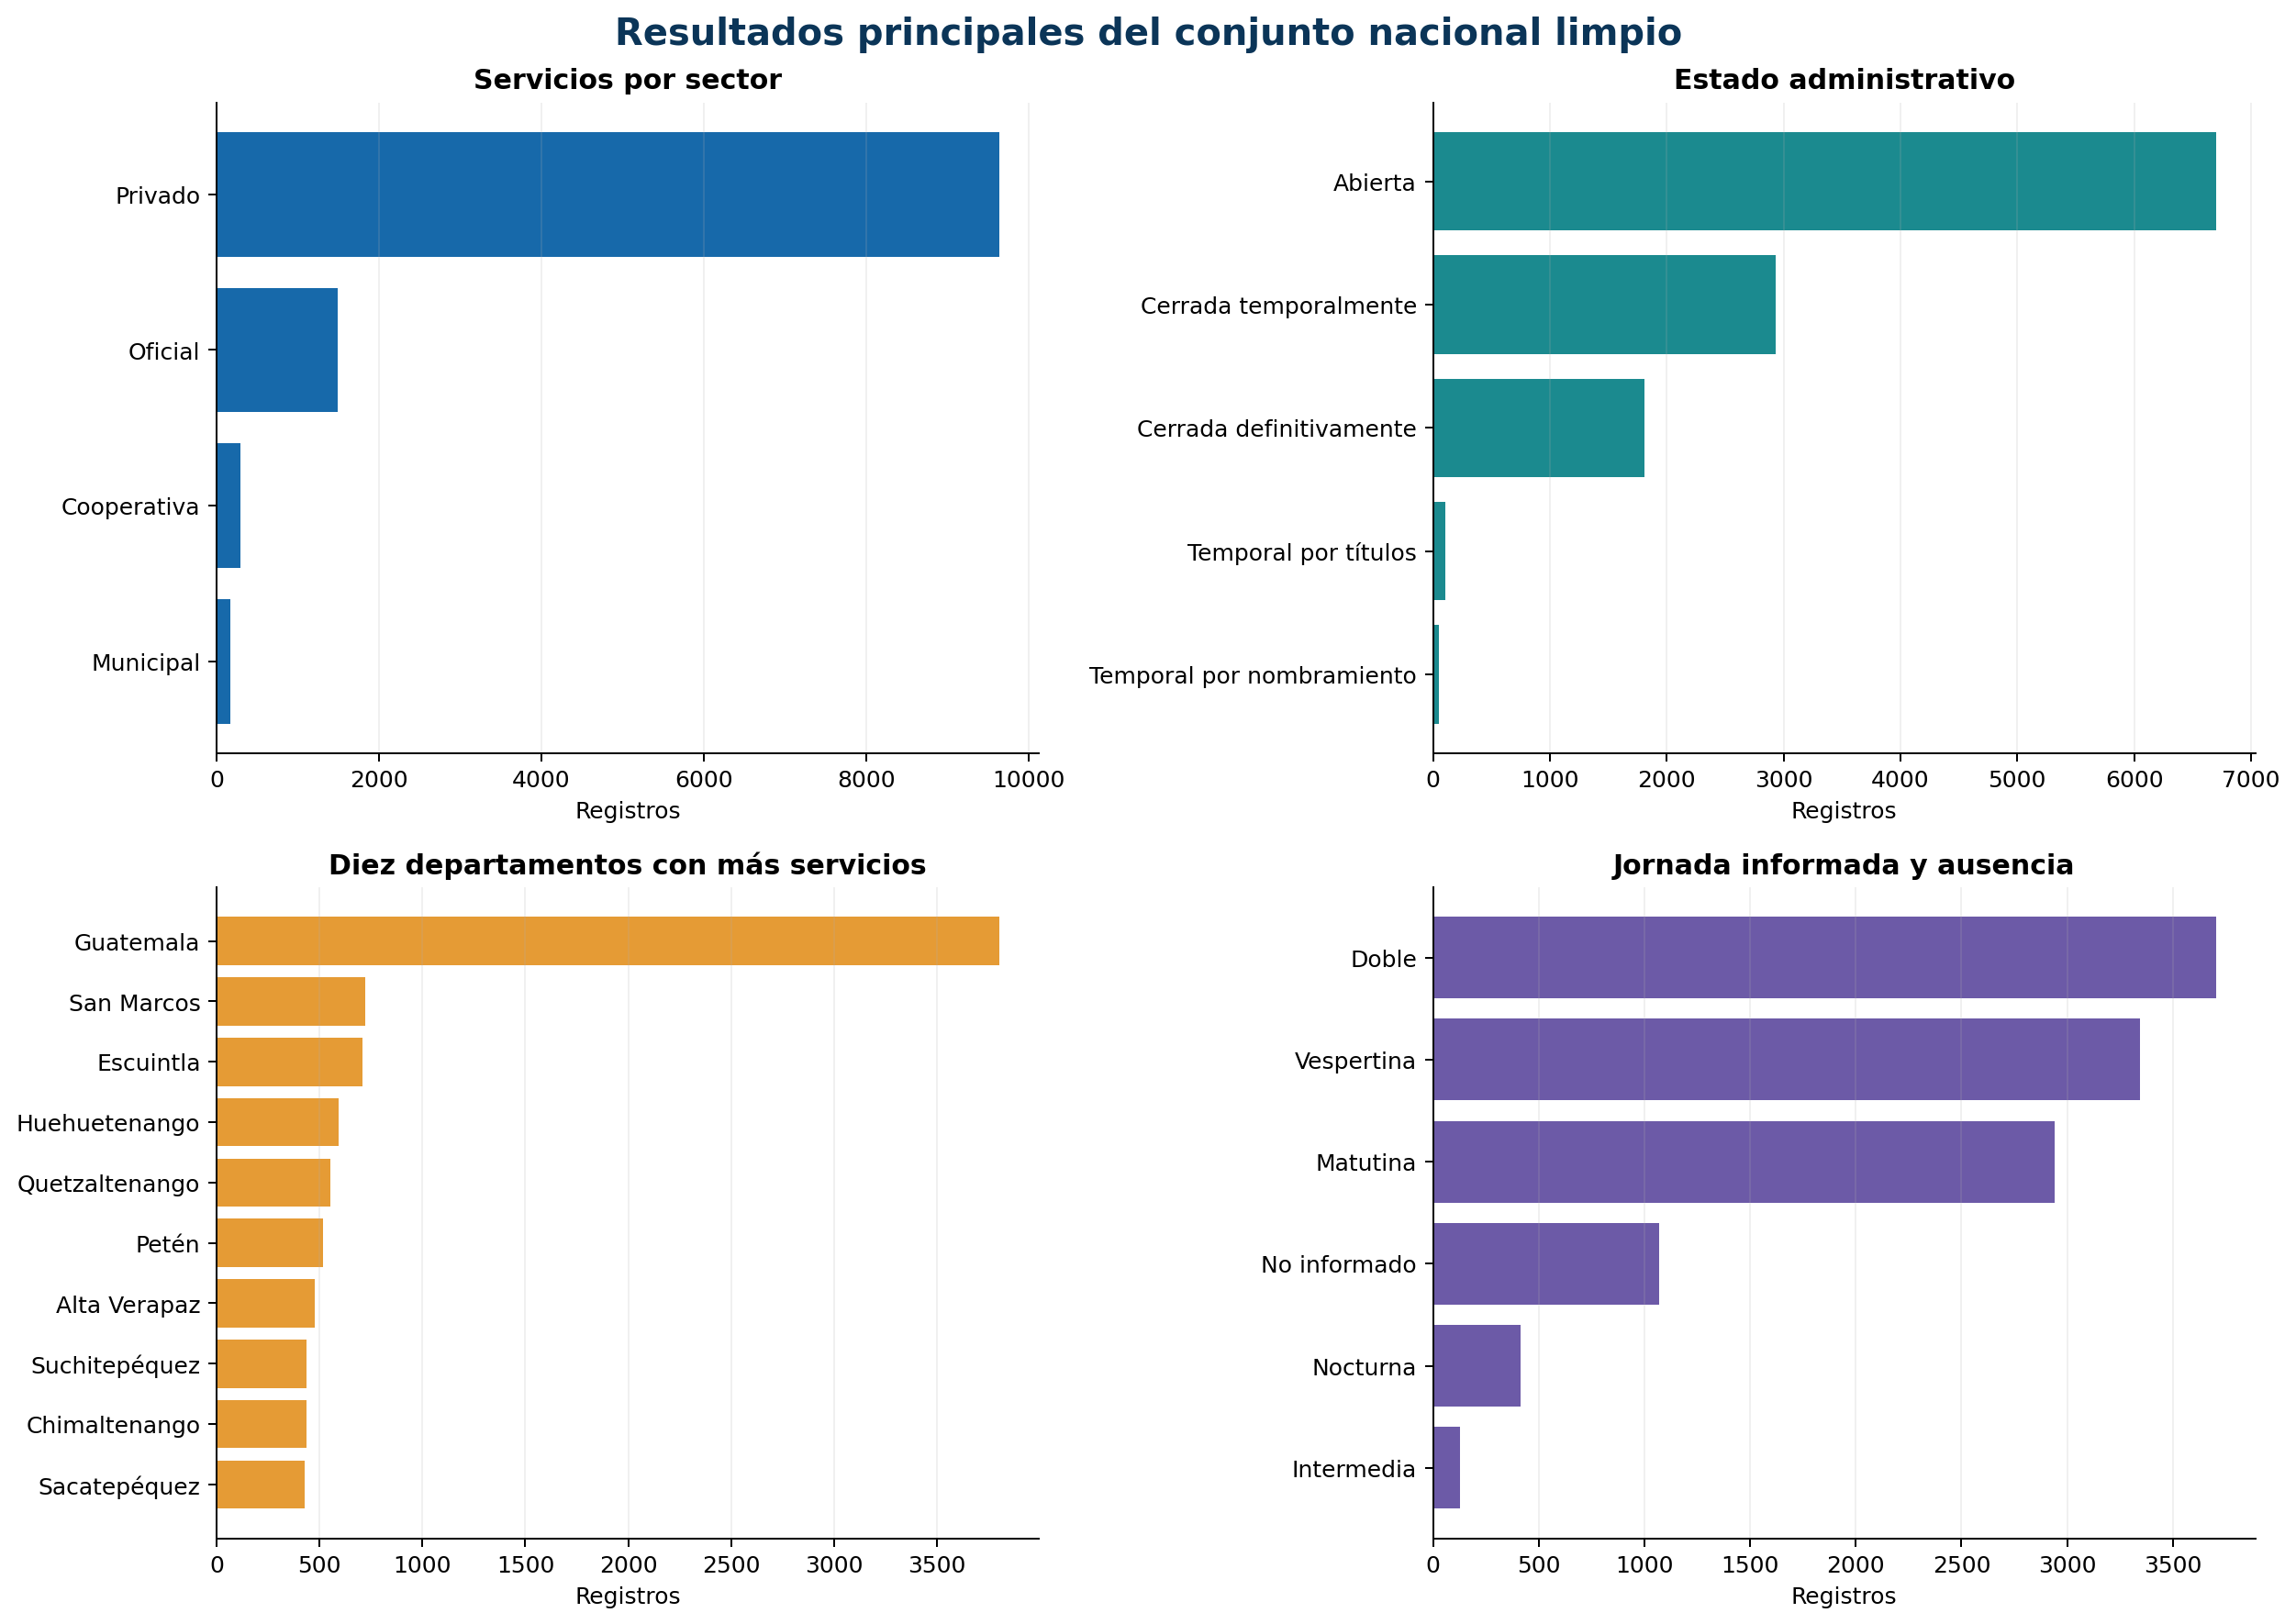 Resultados principales del conjunto nacional limpio
Servicios por sector
Privado
Oficial
Cooperativa
Municipal
0 2000 4000 6000 8000 10000
Registros
Estado administrativo
Abierta
Cerrada temporalmente
Cerrada definitivamente
Temporal por títulos
Temporal por nombramiento
0 1000 2000 3000 4000 5000 6000 7000
Registros
Diez departamentos con más servicios
Guatemala
San Marcos
Escuintla
Huehuetenango
Quetzaltenango
Petén
Alta Verapaz
Suchitepéquez
Chimaltenango
Sacatepéquez
0 500 1000 1500 2000 2500 3000 3500
Registros
Jornada informada y ausencia
Doble
Vespertina
Matutina
No informado
Nocturna
Intermedia
0 500 1000 1500 2000 2500 3000 3500
Registros